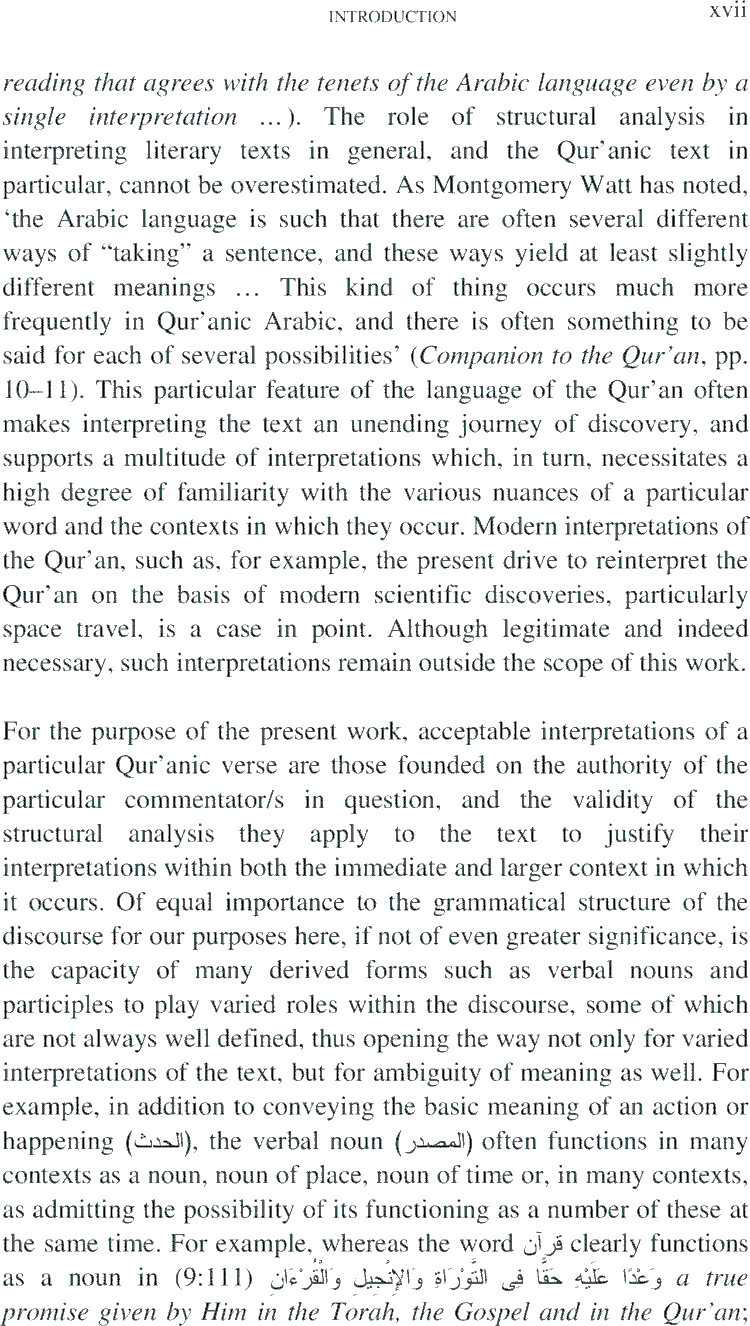 INTRODUCTION xvii
reading that agrees with the tenets of the Arabic language even by a
single interpretation …). The role of structural analysis in
interpreting literary texts in general, and the Qur’anic text in
particular, cannot be overestimated. As Montgomery Watt has noted,
‘the Arabic language is such that there are often several different
ways of “taking” a sentence, and these ways yield at least slightly
different meanings … This kind of thing occurs much more
frequently in Qur’anic Arabic, and there is often something to be
said for each of several possibilities’ (Companion to the Qur’an, pp.
10–11). This particular feature of the language of the Qur’an often
makes interpreting the text an unending journey of discovery, and
supports a multitude of interpretations which, in turn, necessitates a
high degree of familiarity with the various nuances of a particular
word and the contexts in which they occur. Modern interpretations of
the Qur’an, such as, for example, the present drive to reinterpret the
Qur’an on the basis of modern scientific discoveries, particularly
space travel, is a case in point. Although legitimate and indeed
necessary, such interpretations remain outside the scope of this work.
For the purpose of the present work, acceptable interpretations of a
particular Qur’anic verse are those founded on the authority of the
particular commentator/s in question, and the validity of the
structural analysis they apply to the text to justify their
interpretations within both the immediate and larger context in which
it occurs. Of equal importance to the grammatical structure of the
discourse for our purposes here, if not of even greater significance, is
the capacity of many derived forms such as verbal nouns and
participles to play varied roles within the discourse, some of which
are not always well defined, thus opening the way not only for varied
interpretations of the text, but for ambiguity of meaning as well. For
example, in addition to conveying the basic meaning of an action or
happening (الحدث), the verbal noun (المصدر) often functions in many
contexts as a noun, noun of place, noun of time or, in many contexts,
as admitting the possibility of its functioning as a number of these at
the same time. For example, whereas the word قرآن clearly functions
as a noun in (9:111) وَعْدًا عَلَيْهِ حَقًّا فِى التَّوْرَاةِ وَالإِنْجِيلِ وَالْقُرْءَانِ a true
promise given by Him in the Torah, the Gospel and in the Qur’an;